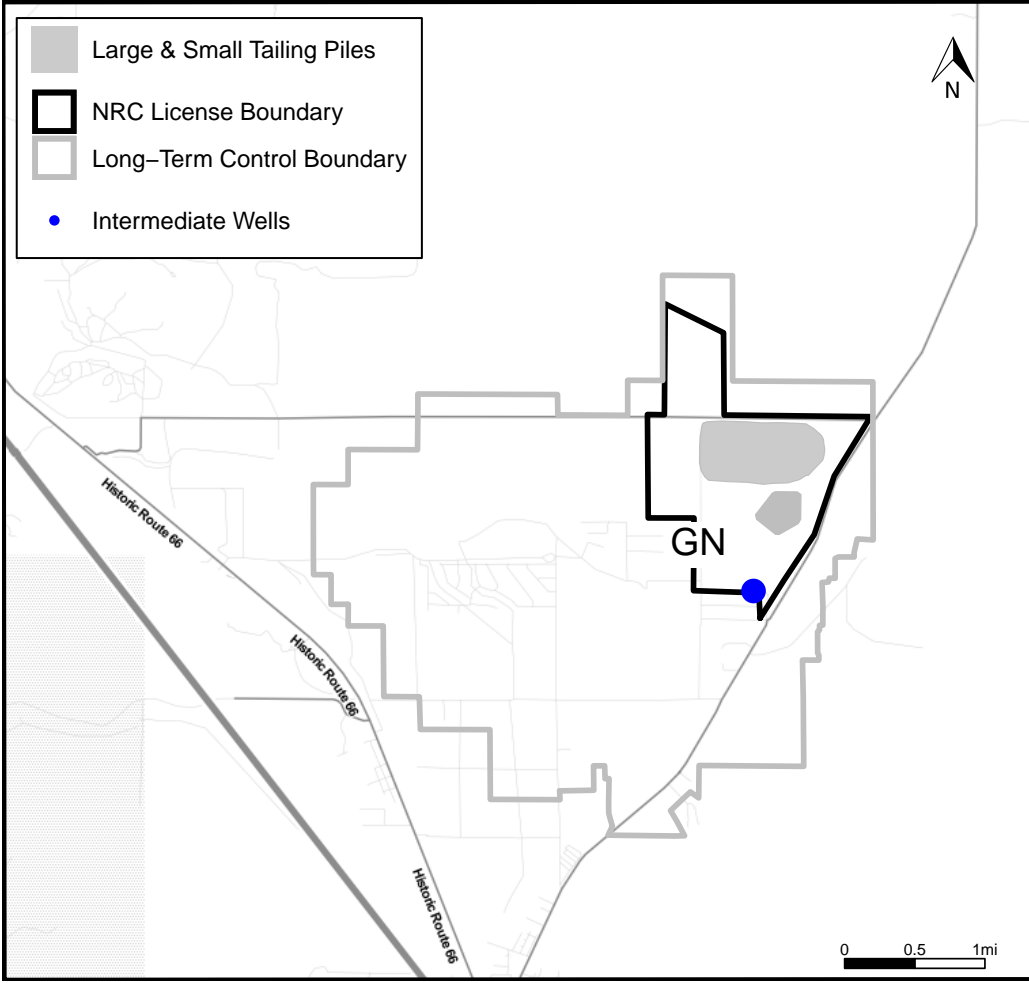 Large & Small Tailing Piles
NRC License Boundary
Long−Term Control Boundary
Intermediate Wells
N
Historic Route 66
GN
Historic Route 66
Historic Route 66
0 0.5 1mi